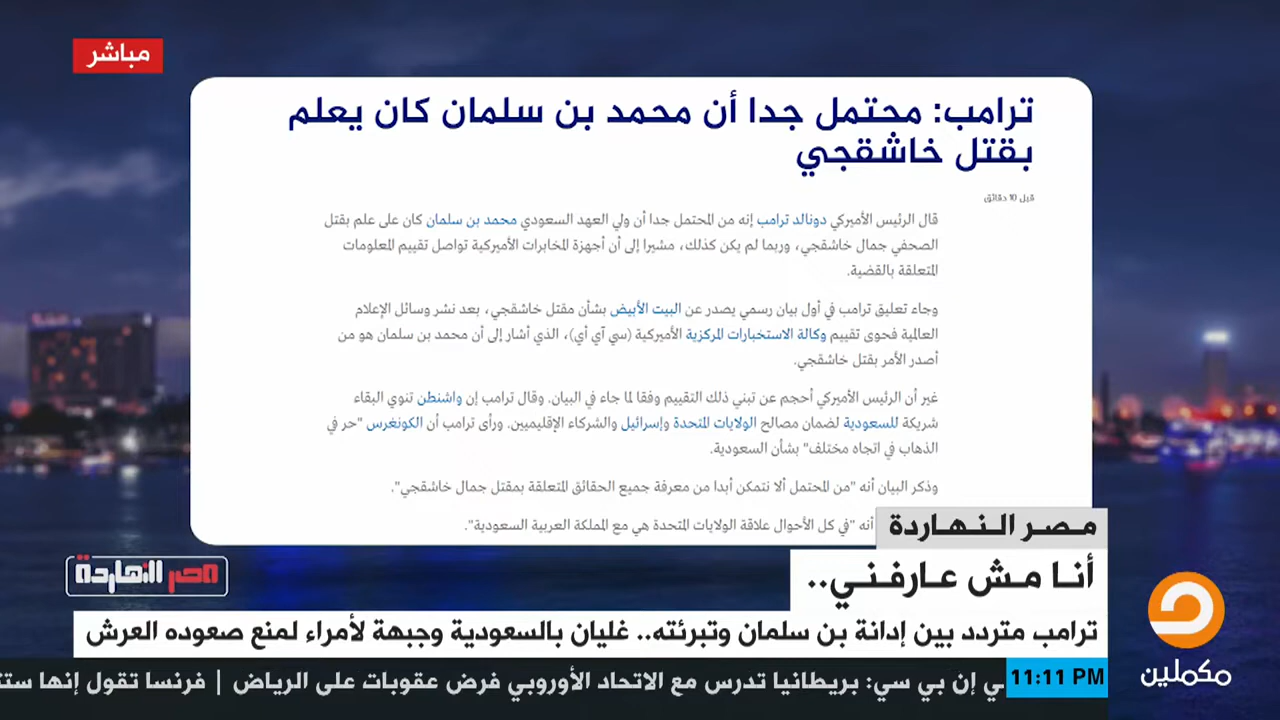 مباشر
ترامب: محتمل جدا أن محمد بن سلمان كان يعلم
بقتل خاشقجي
قبل 10 دقائق
قال الرئيس الأميركي دونالد ترامب إنه من المحتمل جدا أن ولي العهد السعودي محمد بن سلمان كان على علم بقتل
الصحفي جمال خاشقجي، وربما لم يكن كذلك، مشيرا إلى أن أجهزة المخابرات الأميركية تواصل تقييم المعلومات
المتعلقة بالقضية.
وجاء تعليق ترامب في أول بيان رسمي يصدر عن البيت الأبيض بشأن مقتل خاشقجي، بعد نشر وسائل الإعلام
العالمية فحوى تقييم وكالة الاستخبارات المركزية الأميركية (سي آي أي)، الذي أشار إلى أن محمد بن سلمان هو من
أصدر الأمر بقتل خاشقجي.
غير أن الرئيس الأميركي أحجم عن تبني ذلك التقييم وفقا لما جاء في البيان. وقال ترامب إن واشنطن تنوي البقاء
شريكة للسعودية لضمان مصالح الولايات المتحدة وإسرائيل والشركاء الإقليميين. ورأى ترامب أن الكونغرس "حر في
الذهاب في اتجاه مختلف" بشأن السعودية.
وذكر البيان أنه "من المحتمل ألا نتمكن أبدا من معرفة جميع الحقائق المتعلقة بمقتل جمال خاشقجي".
أنه "في كل الأحوال علاقة الولايات المتحدة هي مع المملكة العربية السعودية".
مصر النهاردة
أنا مش عارفني..
مصر النهاردة
ترامب متردد بين إدانة بن سلمان وتبرئته.. غليان بالسعودية وجبهة لأمراء لمنع صعوده العرش
11:11 PM
ي إن بي سي: بريطانيا تدرس مع الاتحاد الأوروبي فرض عقوبات على الرياض | فرنسا تقول إنها ستت
مكملين